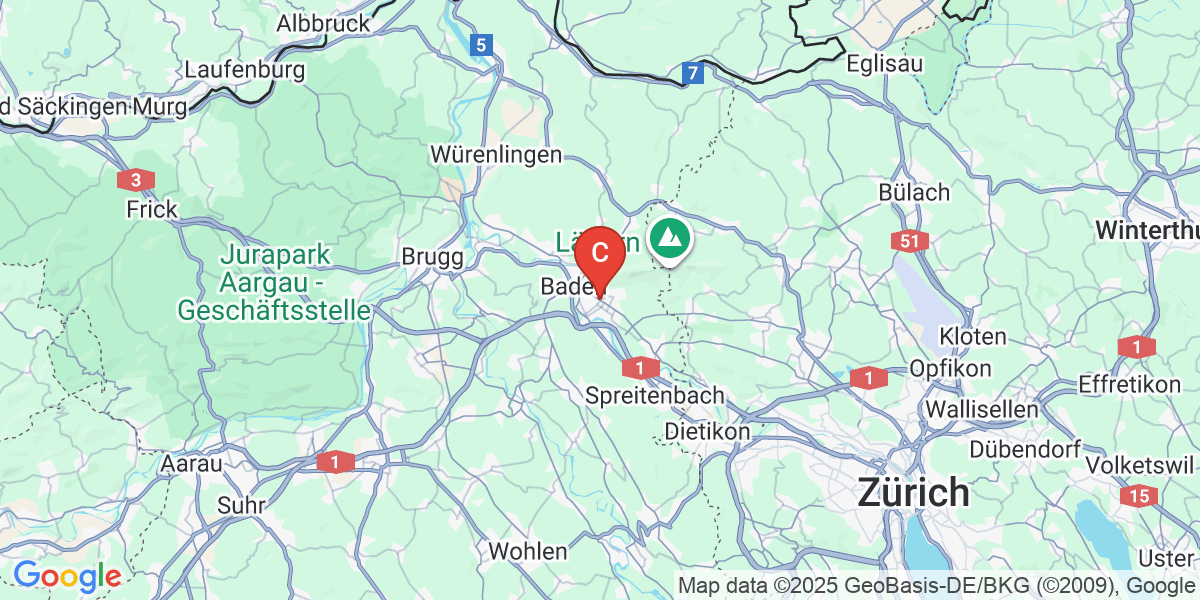 Albbruck
5
Laufenburg
7
Eglisau
d Säckingen
Murg
Würenlingen
3
Frick
Bülach
Winterthu
51
C
Brugg
Jurapark
Aargau -
Geschäftsstelle
Baden
Kloten
1
1
1
Opfikon
Effretikon
Spreitenbach
Wallisellen
Dietikon
Dübendorf
Aarau
1
Volketswil
Suhr
Zürich
15
Wohlen
Uster
Google
Map data ©2025 GeoBasis-DE/BKG (©2009), Google